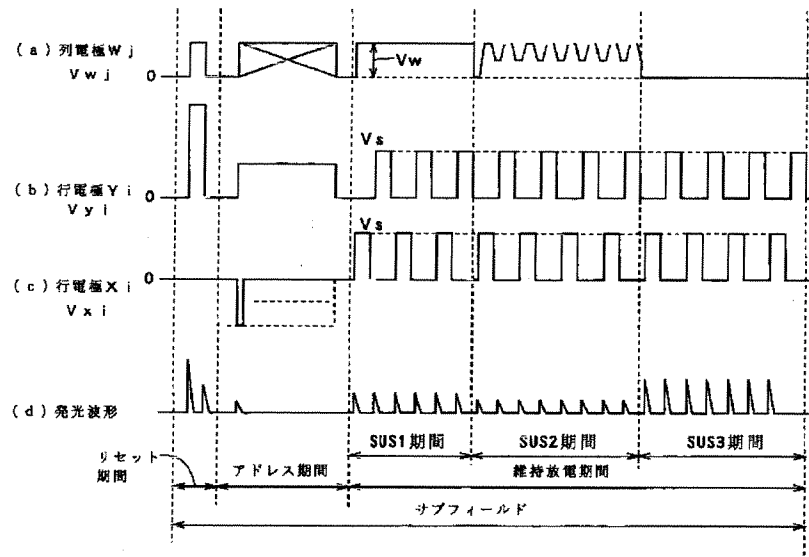 (a)列電極Wj
Vwj 0
Vw
Vs
(b)行電極Yi 0
Vyi
Vs
0
(c)行電極Xi
Vxi
(d)発光波形
SUS1期間 SUS2期間 SUS3期間
リセット期間
アドレス期間 維持放電期間
サブフィールド